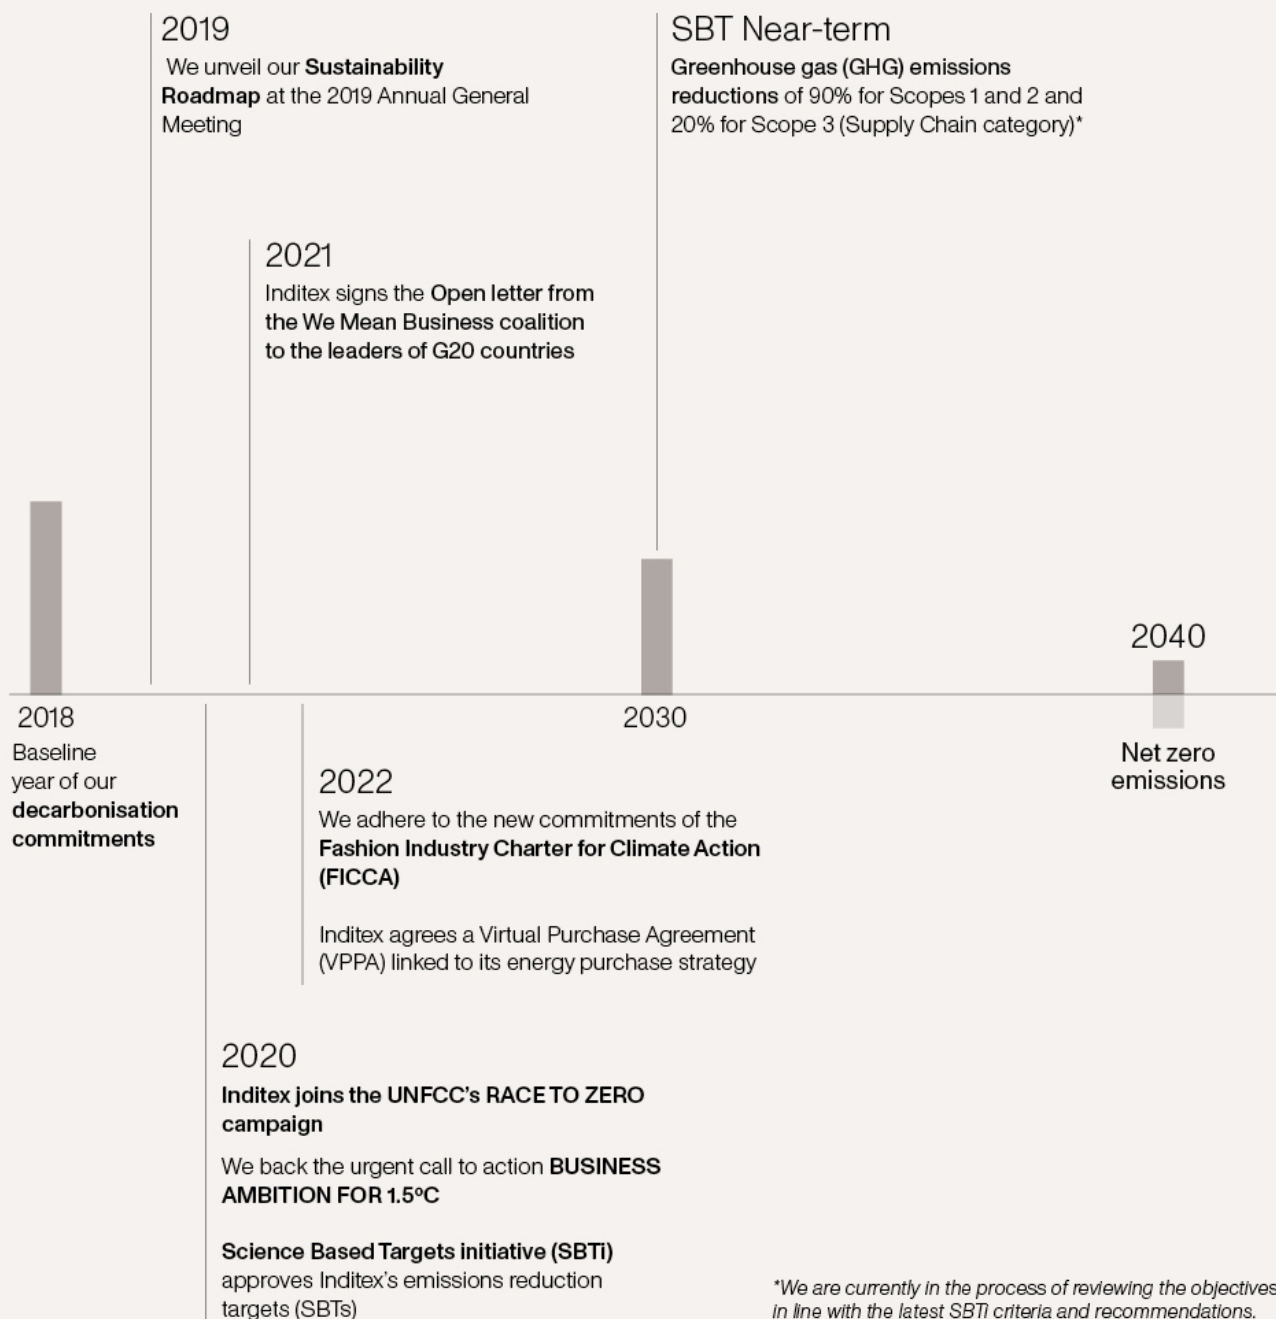 2019
We unveil our Sustainability
Roadmap at the 2019 Annual General
Meeting
SBT Near-term
Greenhouse gas (GHG) emissions
reductions of 90% for Scopes 1 and 2 and
20% for Scope 3 (Supply Chain category)*
2021
Inditex signs the Open letter from
the We Mean Business coalition
to the leaders of G20 countries
2040
2018
Baseline
year of our
decarbonisation
commitments
2030
Net zero
emissions
2022
We adhere to the new commitments of the
Fashion Industry Charter for Climate Action
(FICCA)
Inditex agrees a Virtual Purchase Agreement
(VPPA) linked to its energy purchase strategy
2020
Inditex joins the UNFCC's RACE TO ZERO
campaign
We back the urgent call to action BUSINESS
AMBITION FOR 1.5ºC
Science Based Targets initiative (SBTi)
approves Inditex's emissions reduction
targets (SBTs)
*We are currently in the process of reviewing the objectives
in line with the latest SBTi criteria and recommendations.